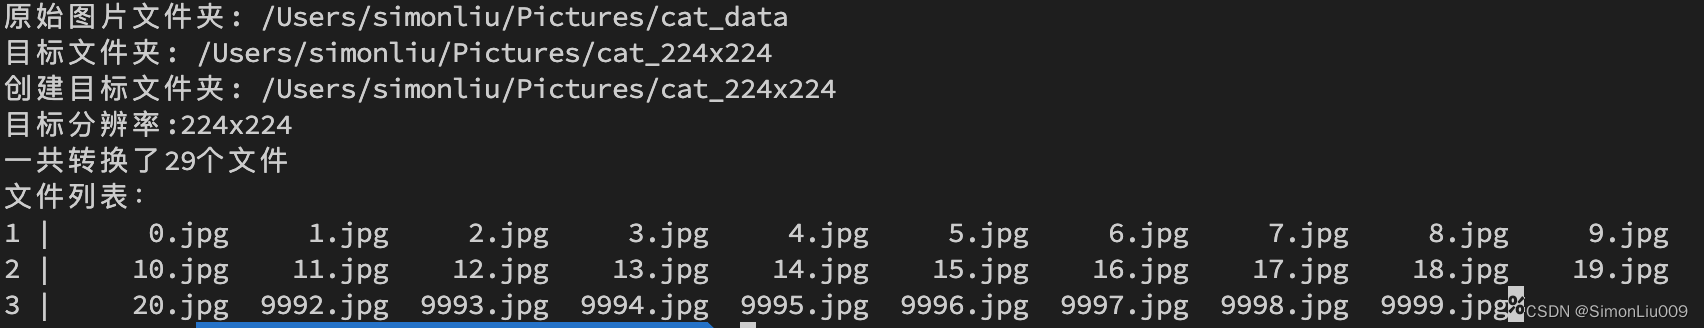 原始图片文件夹: /Users/simonliu/Pictures/cat_data
目标文件夹: /Users/simonliu/Pictures/cat_224x224
创建目标文件夹: /Users/simonliu/Pictures/cat_224x224
目标分辨率:224x224
一共转换了29个文件
文件列表:
1 | 0.jpg 1.jpg 2.jpg 3.jpg 4.jpg 5.jpg 6.jpg 7.jpg 8.jpg 9.jpg
2 | 10.jpg 11.jpg 12.jpg 13.jpg 14.jpg 15.jpg 16.jpg 17.jpg 18.jpg 19.jpg
3 | 20.jpg 9992.jpg 9993.jpg 9994.jpg 9995.jpg 9996.jpg 9997.jpg 9998.jpg 9999.jpg%
CSDN @SimonLiu009